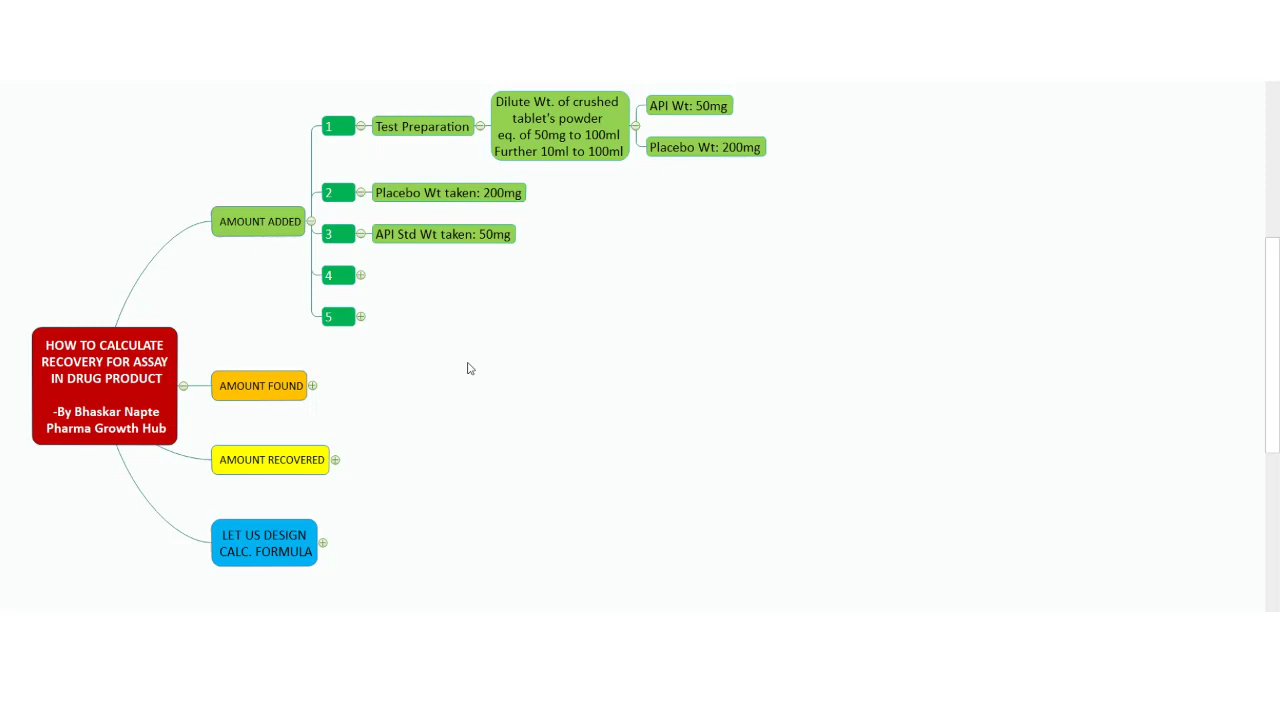 HOW TO CALCULATE
RECOVERY FOR ASSAY
IN DRUG PRODUCT
-By Bhaskar Napte
Pharma Growth Hub
AMOUNT ADDED
1
Test Preparation
Dilute Wt. of crushed
tablet's powder
eq. of 50mg to 100ml
Further 10ml to 100ml
API Wt: 50mg
Placebo Wt: 200mg
2
Placebo Wt taken: 200mg
3
API Std Wt taken: 50mg
4
5
AMOUNT FOUND
AMOUNT RECOVERED
LET US DESIGN
CALC. FORMULA